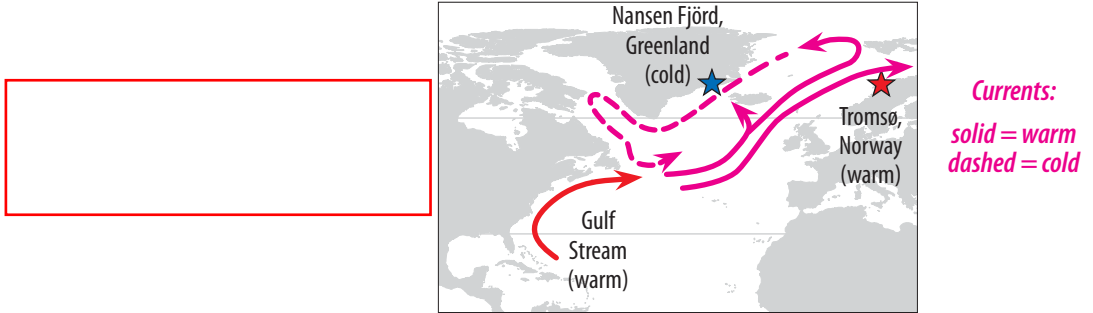 Nansen Fjörd,
Greenland
(cold)
Tromsø,
Norway
(warm)
Gulf
Stream
(warm)
Currents:
solid = warm
dashed = cold